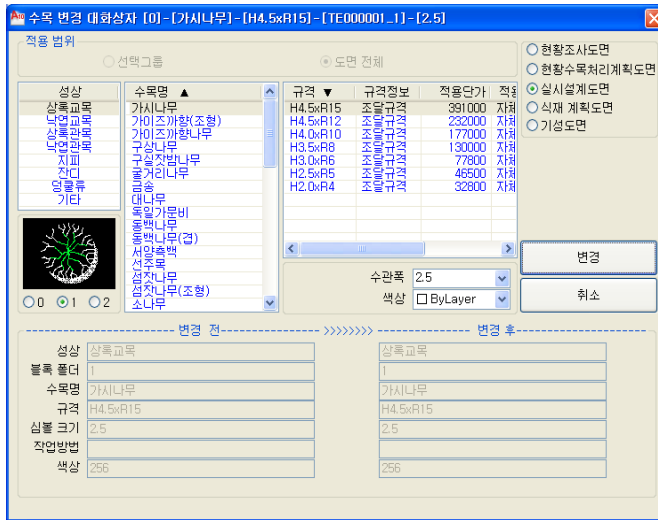 수목 변경 대화상자 [0]-[가시나무]-[H4.5xR15]-[TE000001_1]-[2.5]
적용 범위
선택그룹
도면 전체
현황조사도면
현황수목처리계획도면
실시설계도면
식재 계획도면
기성도면
성상
상록교목
낙엽교목
상록관목
낙엽관목
지피
잔디
덩쿨류
기타
수목명 ▲
가시나무
가이즈까향(조형)
가이즈까향나무
구상나무
구실잣밤나무
굴거리나무
금송
대나무
독일가문비
동백나무
동백나무(겹)
서양측백
선주목
섬잣나무
섬잣나무(조형)
소나무
규격 ▼ 규격정보 적용단가 적용
H4.5xR15 조달규격 391000 자체
H4.5xR12 조달규격 232000 자체
H4.0xR10 조달규격 177000 자체
H3.5xR8 조달규격 130000 자체
H3.0xR6 조달규격 77800 자체
H2.5xR5 조달규격 46500 자체
H2.0xR4 조달규격 32800 자체
0 1 2
수관폭 2.5
색상 ByLayer
변경
취소
변경 전 >>>>>>>> 변경 후
성상 상록교목 상록교목
블록 폴더 1 1
수목명 가시나무 가시나무
규격 H4.5xR15 H4.5xR15
심볼 크기 2.5 2.5
작업방법
색상 256 256